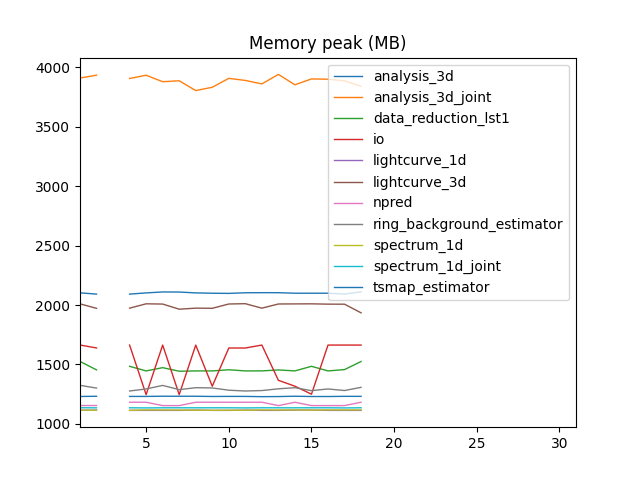 Memory peak (MB)
4000
3500
3000
2500
2000
1500
1000
analysis_3d
analysis_3d_joint
data_reduction_lst1
io
lightcurve_1d
lightcurve_3d
npred
ring_background_estimator
spectrum_1d
spectrum_1d_joint
tsmap_estimator
5 10 15 20 25 30